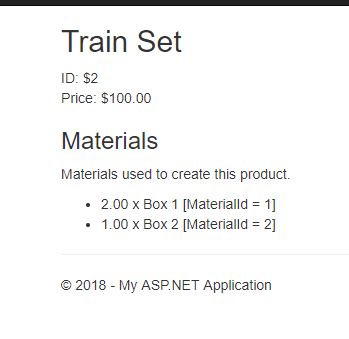 Train Set
ID: $2
Price: $100.00
Materials
Materials used to create this product.
• 2.00 x Box 1 [MaterialId = 1]
• 1.00 x Box 2 [MaterialId = 2]
© 2018 - My ASP.NET Application